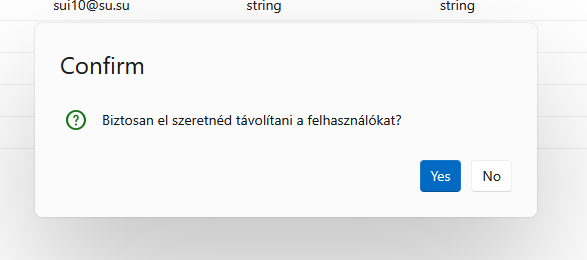 sui10@su.su string string
Confirm
Biztosan el szeretnéd távolítani a felhasználókat?
Yes No